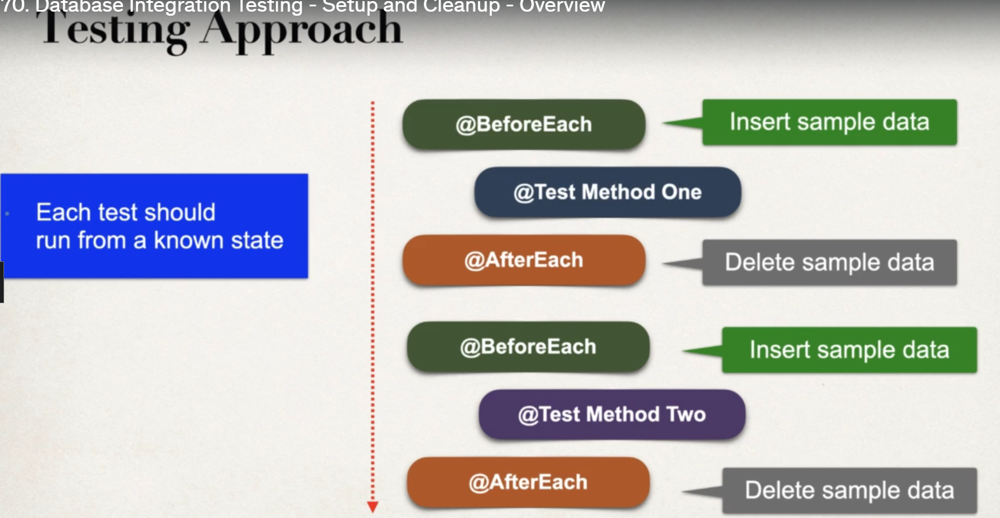 70. Database Integration Testing - Setup and Cleanup - Overview
Testing Approach
Each test should
run from a known state
@BeforeEach
Insert sample data
@Test Method One
@AfterEach
Delete sample data
@BeforeEach
Insert sample data
@Test Method Two
@AfterEach
Delete sample data